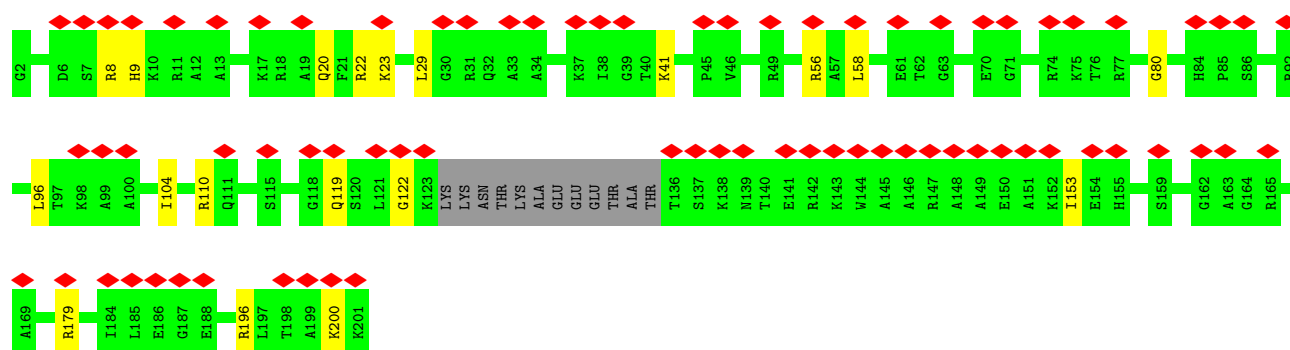 G2 D6 S7 R8 H9 K10 R11 A12 A13 K17 R18 A19 Q20 F21 R22 K23 L29 G30 R31 Q32 A33 A34 K37 I38 G39 T40 K41 P45 V46 R49 R56 A57 L58 E61 T62 G63 E70 G71 R74 K75 T76 R77 G80 H84 P85 S86
L96 T97 K98 A99 A100 I104 R110 Q111 S115 G118 Q119 S120 L121 G122 K123 LYS LYS ASN THR LYS ALA GLU GLU GLU THR ALA THR T136 S137 K138 N139 T140 E141 R142 K143 W144 A145 A146 R147 A148 A149 E150 A151 K152 I153 E154 H155 S159 G162 A163 G164 R165
A169 R179 I184 L185 E186 G187 E188 R196 L197 T198 A199 K200 K201